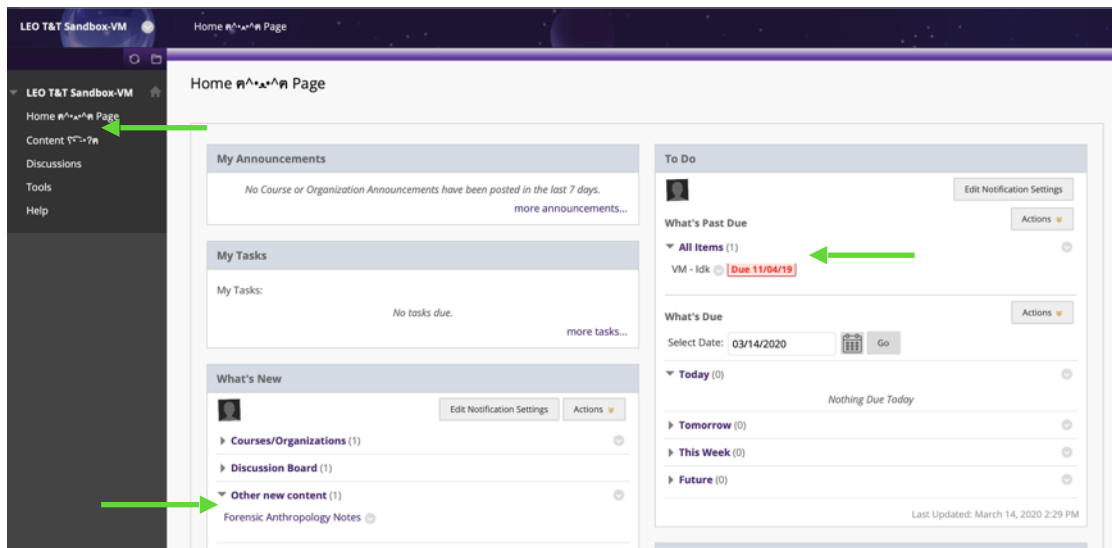 LEO T&T Sandbox-VM
Home ฅ^•ﻌ•^ฅ Page
LEO T&T Sandbox-VM
Home ฅ^•ﻌ•^ฅ Page
Content
Discussions
Tools
Help
Home ฅ^•ﻌ•^ฅ Page
My Announcements
No Course or Organization Announcements have been posted in the last 7 days.
more announcements...
My Tasks
My Tasks:
No tasks due.
more tasks...
What's New
Edit Notification Settings
Actions
Courses/Organizations (1)
Discussion Board (1)
Other new content (1)
Forensic Anthropology Notes
To Do
Edit Notification Settings
What's Past Due
Actions
All Items (1)
VM - Idk Due 11/04/19
What's Due
Actions
Select Date: 03/14/2020 Go
Today (0)
Nothing Due Today
Tomorrow (0)
This Week (0)
Future (0)
Last Updated: March 14, 2020 2:29 PM